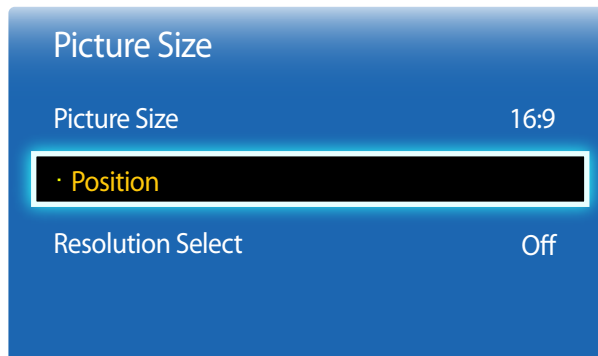 Picture Size
Picture Size 16:9
· Position
Resolution Select Off